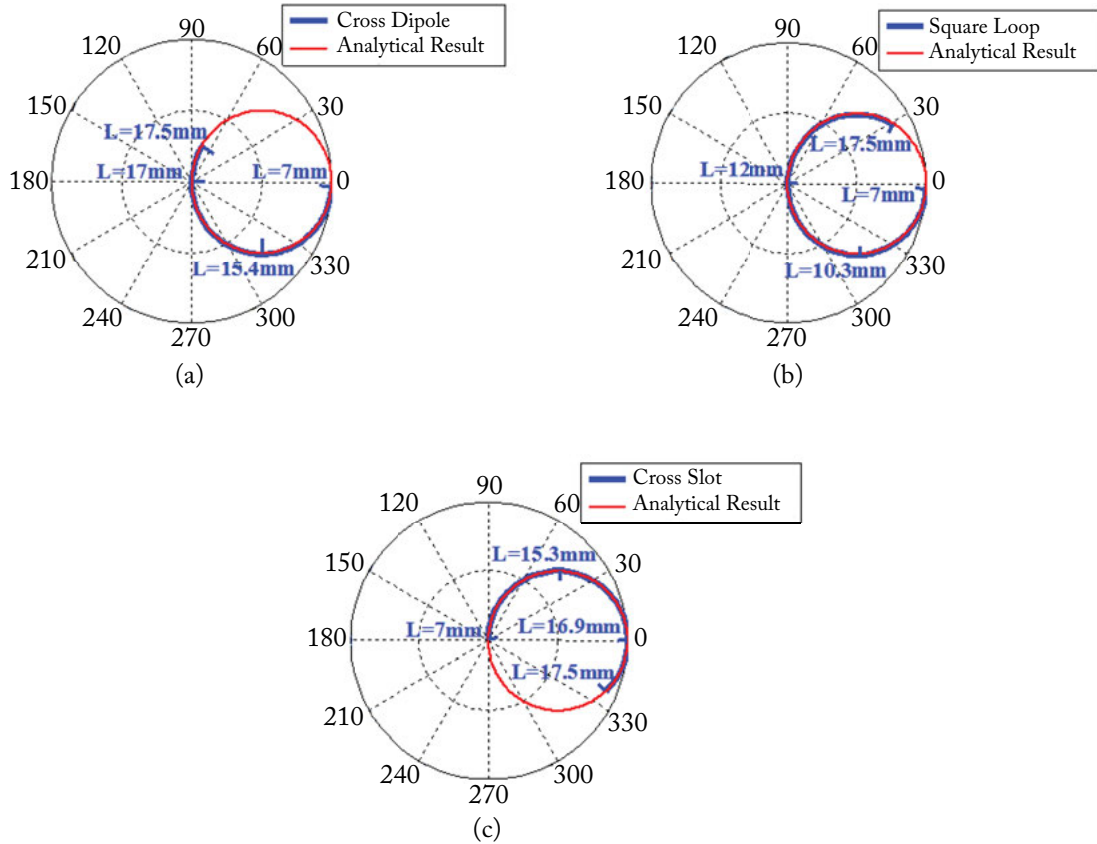 Cross Dipole
Analytical Result
90
120
60
150
30
L=17.5mm
L=17mm
L=7mm
180
0
L=15.4mm
210
330
240
300
270
(a)
Square Loop
Analytical Result
90
120
60
150
30
L=17.5mm
L=12mm
180
0
L=7mm
210
330
L=10.3mm
240
300
270
(b)
Cross Slot
Analytical Result
90
120
60
L=15.3mm
150
30
L=7mm
L=16.9mm
180
0
L=17.5mm
210
330
240
300
270
(c)